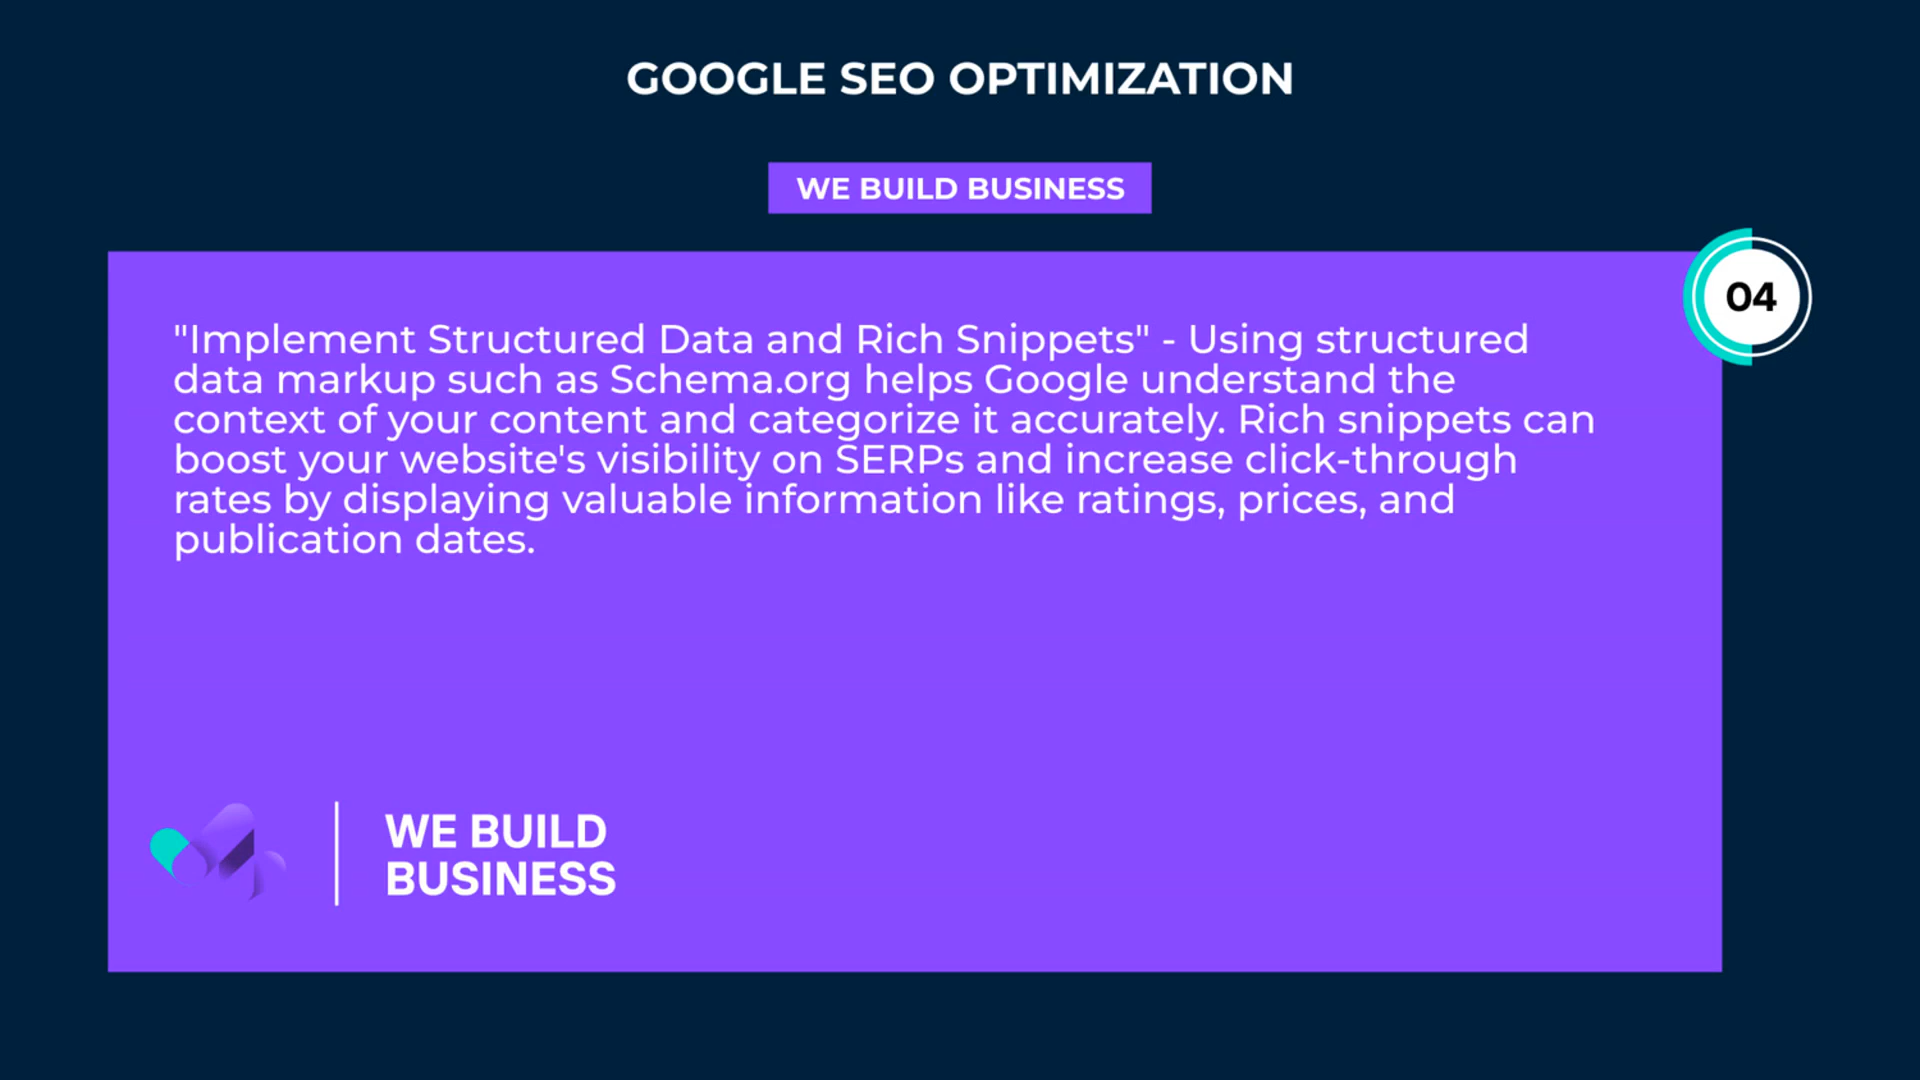 GOOGLE SEO OPTIMIZATION
WE BUILD BUSINESS
04
"Implement Structured Data and Rich Snippets" - Using structured
data markup such as Schema.org helps Google understand the
context of your content and categorize it accurately. Rich snippets can
boost your website's visibility on SERPs and increase click-through
rates by displaying valuable information like ratings, prices, and
publication dates.
WE BUILD
BUSINESS